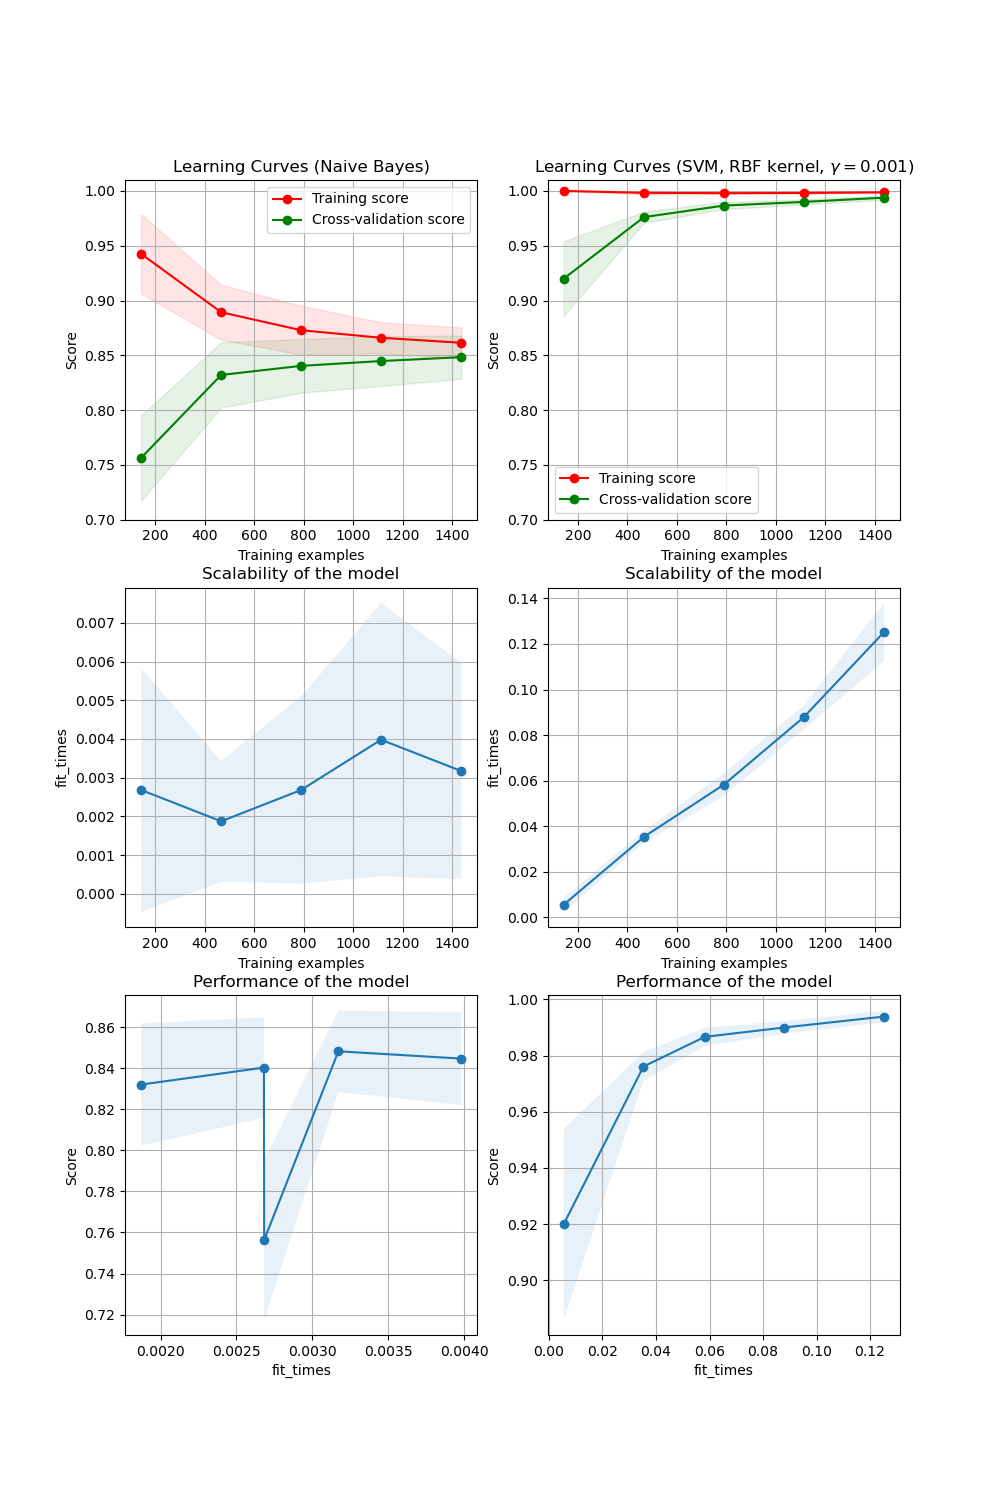 Learning Curves (Naive Bayes)
Score
1.00
0.95
0.90
0.85
0.80
0.75
0.70
Training score
Cross-validation score
200 400 600 800 1000 1200 1400
Training examples
Learning Curves (SVM, RBF kernel, γ = 0.001)
Score
1.00
0.95
0.90
0.85
0.80
0.75
0.70
Training score
Cross-validation score
200 400 600 800 1000 1200 1400
Training examples
Scalability of the model
fit_times
0.007
0.006
0.005
0.004
0.003
0.002
0.001
0.000
200 400 600 800 1000 1200 1400
Training examples
Scalability of the model
fit_times
0.14
0.12
0.10
0.08
0.06
0.04
0.02
0.00
200 400 600 800 1000 1200 1400
Training examples
Performance of the model
Score
0.86
0.84
0.82
0.80
0.78
0.76
0.74
0.72
0.0020 0.0025 0.0030 0.0035 0.0040
fit_times
Performance of the model
Score
1.00
0.98
0.96
0.94
0.92
0.90
0.00 0.02 0.04 0.06 0.08 0.10 0.12
fit_times